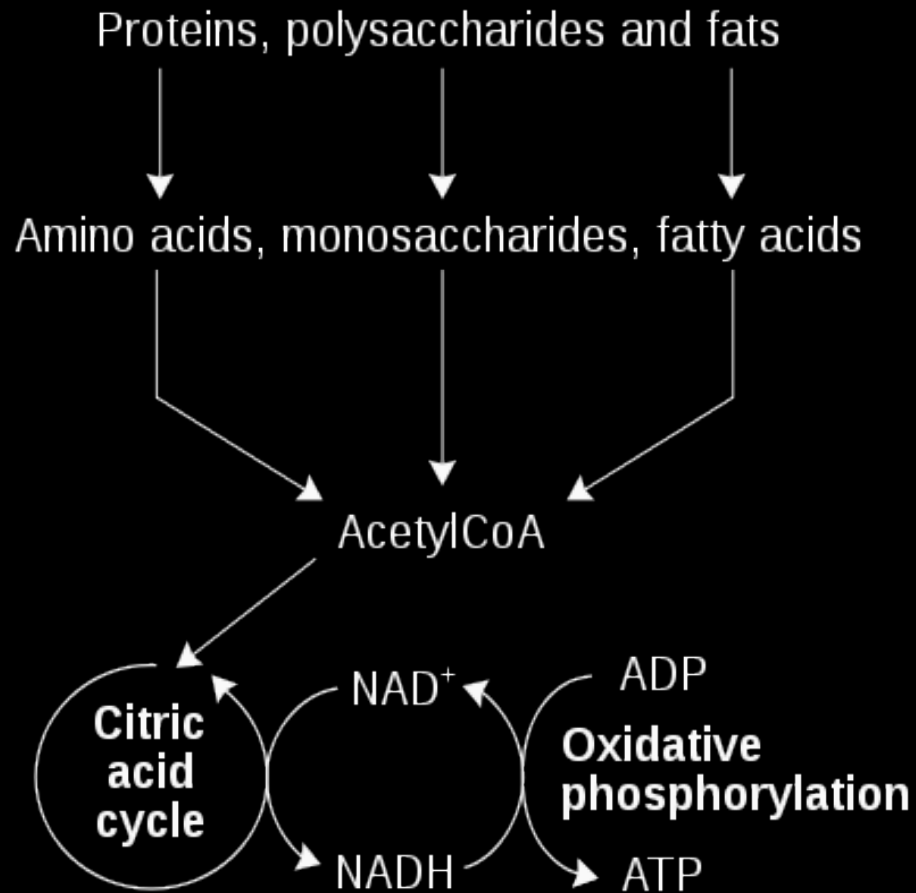 Proteins, polysaccharides and fats
Amino acids, monosaccharides, fatty acids
AcetylCoA
Citric
acid
cycle
NAD⁺
NADH
ADP
Oxidative
phosphorylation
ATP